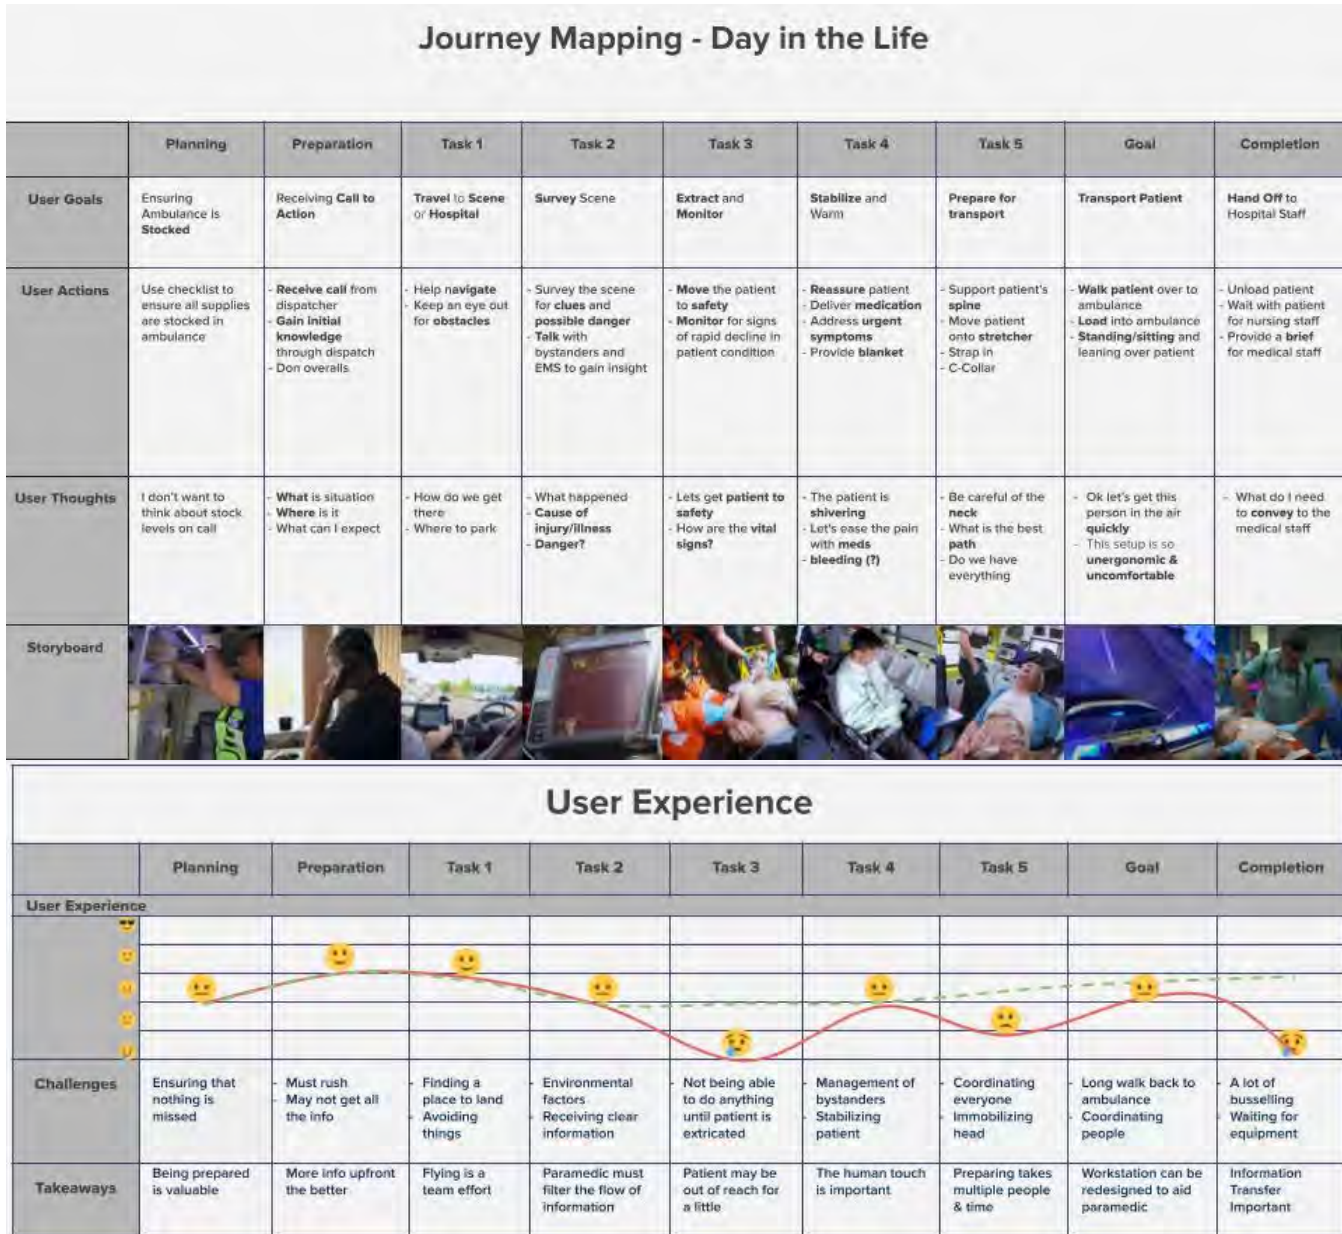 Journey Mapping - Day in the Life
Planning
Preparation
Task 1
Task 2
Task 3
Task 4
Task 5
Goal
Completion
User Goals
Ensuring
Ambulance is
Stocked
Receiving Call to
Action
Travel to Scene
or Hospital
Survey Scene
Extract and
Monitor
Stabilize and
Warm
Prepare for
transport
Transport Patient
Hand Off to
Hospital Staff
User Actions
Use checklist to
ensure all supplies
are stocked in
ambulance
- Receive call from
dispatcher
- Gain initial
knowledge
through dispatch
- Don overalls
- Help navigate
- Keep an eye out
for obstacles
- Survey the scene
for clues and
possible danger
- Talk with
bystanders and
EMS to gain insight
- Move the patient
to safety
- Monitor for signs
of rapid decline in
patient condition
- Reassure patient
- Deliver medication
- Address urgent
symptoms
- Provide blanket
- Support patient's
spine
- Move patient
onto stretcher
- Strap in
- C-Collar
- Walk patient over to
ambulance
- Load into ambulance
- Standing/sitting and
leaning over patient
- Unload patient
- Wait with patient
for nursing staff
- Provide a brief
for medical staff
User Thoughts
I don't want to
think about stock
levels on call
- What is situation
- Where is it
- What can I expect
- How do we get
there
- Where to park
- What happened
- Cause of
injury/illness
- Danger?
- Lets get patient to
safety
- How are the vital
signs?
- The patient is
shivering
- Let's ease the pain
with meds
- bleeding (?)
- Be careful of the
neck
- What is the best
path
- Do we have
everything
- Ok let's get this
person in the air
quickly
- This setup is so
unergonomic &
uncomfortable
- What do I need
to convey to the
medical staff
Storyboard
User Experience
Planning
Preparation
Task 1
Task 2
Task 3
Task 4
Task 5
Goal
Completion
User Experience
Challenges
Ensuring that
nothing is
missed
- Must rush
- May not get all
the info
- Finding a
place to land
- Avoiding
things
- Environmental
factors
- Receiving clear
information
- Not being able
to do anything
until patient is
extricated
- Management of
bystanders
- Stabilizing
patient
- Coordinating
everyone
- Immobilizing
head
- Long walk back to
ambulance
- Coordinating
people
- A lot of
busselling
- Waiting for
equipment
Takeaways
Being prepared
is valuable
More info upfront
the better
Flying is a
team effort
Paramedic must
filter the flow of
information
Patient may be
out of reach for
a little
The human touch
is important
Preparing takes
multiple people
& time
Workstation can be
redesigned to aid
paramedic
Information
Transfer
Important